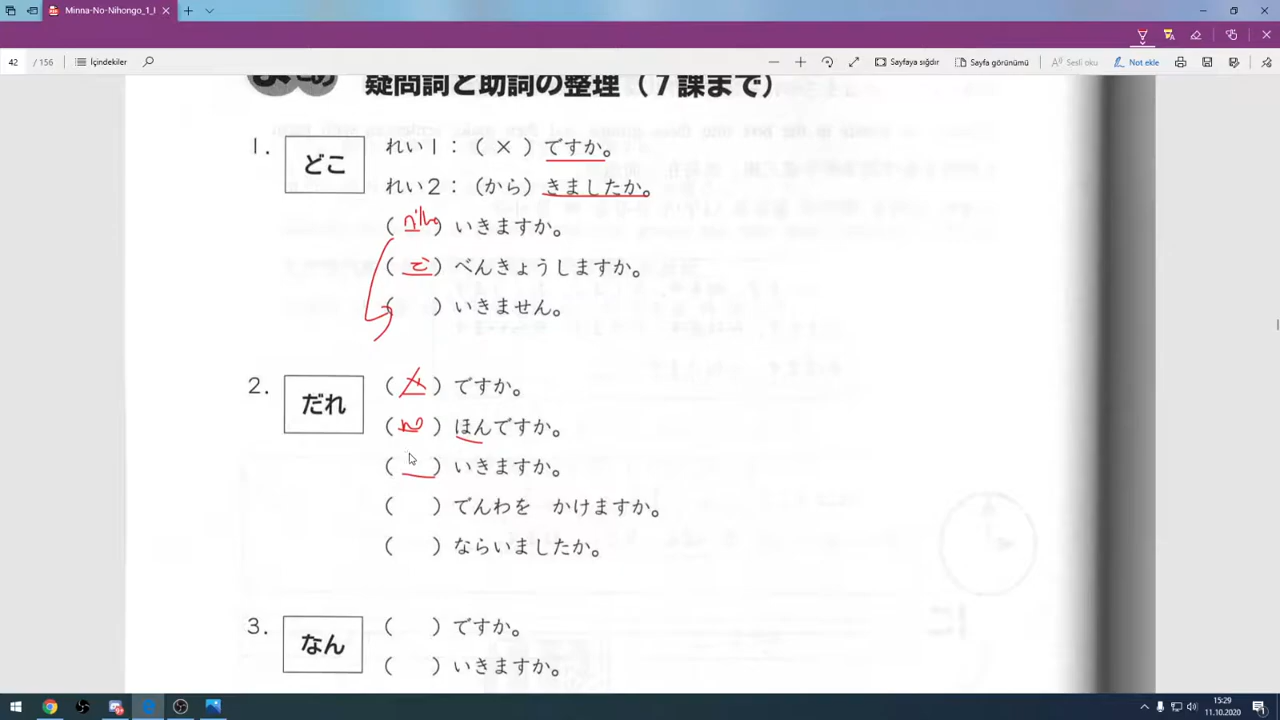 Minna-No-Nihongo_1_
42 / 156
İçindekiler
Sayfaya sığdır
Sayfa görünümü
Sesli oku
Not ekle
疑問詞と助詞の整理（７課まで）
1. どこ
れい１：（ × ）ですか。
れい２：（から）きましたか。
（ ）いきますか。
（ で ）べんきょうしますか。
（ ）いきません。
2. だれ
（ × ）ですか。
（ no ）ほんですか。
（ ）いきますか。
（ ）でんわを かけますか。
（ ）ならいましたか。
3. なん
（ ）ですか。
（ ）いきますか。
15:29
11.10.2020